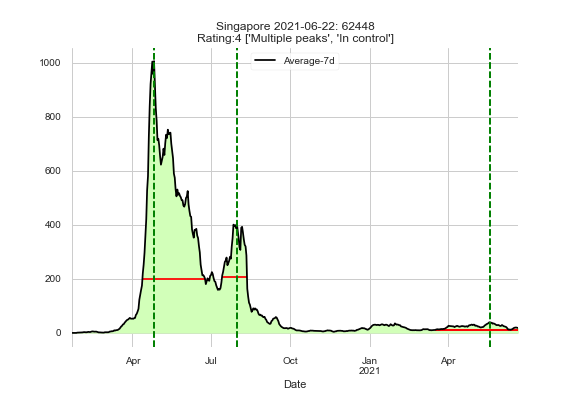 Singapore 2021-06-22: 62448
Rating:4 ['Multiple peaks', 'In control']
Average-7d
1000
800
600
400
200
0
Apr
Jul
Oct
Jan
2021
Apr
Date